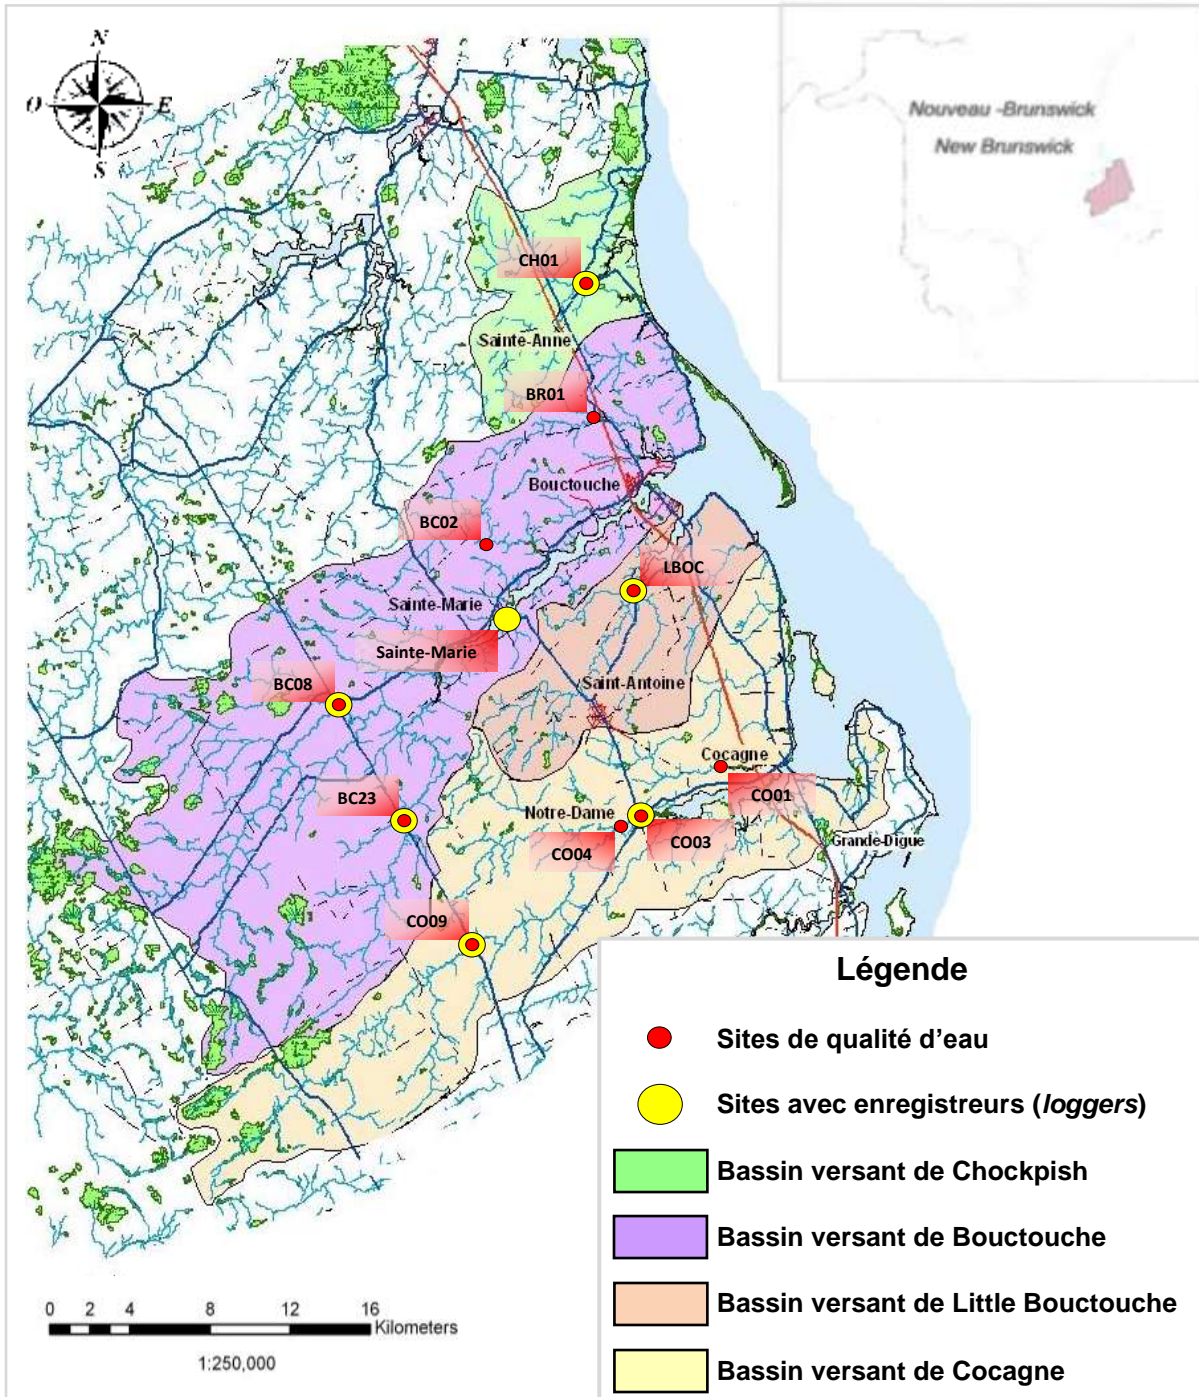 N
O
E
S
Nouveau -Brunswick
New Brunswick
CH01
Sainte-Anne
BR01
Bouctouche
BC02
LBOC
Sainte-Marie
Sainte-Marie
BC08
Saint-Antoine
Cocagne
BC23
CO01
Notre-Dame
CO03
Grande-Digue
CO04
CO09
Légende
Sites de qualité d'eau
Sites avec enregistreurs (loggers)
Bassin versant de Chockpish
Bassin versant de Bouctouche
Bassin versant de Little Bouctouche
Bassin versant de Cocagne
0 2 4 8 12 16
Kilometers
1:250,000